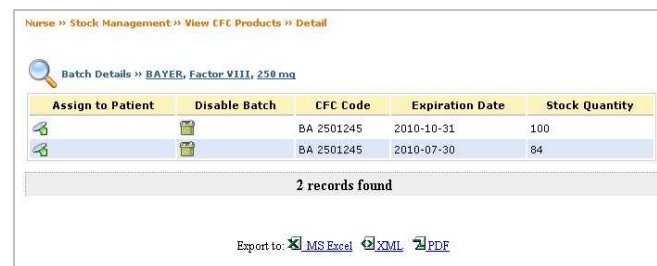 Nurse » Stock Management » View CFC Products » Detail
Batch Details » BAYER, Factor VIII, 250 mg
Assign to Patient Disable Batch CFC Code Expiration Date Stock Quantity
BA 2501245 2010-10-31 100
BA 2501245 2010-07-30 84
2 records found
Export to: MS Excel XML PDF